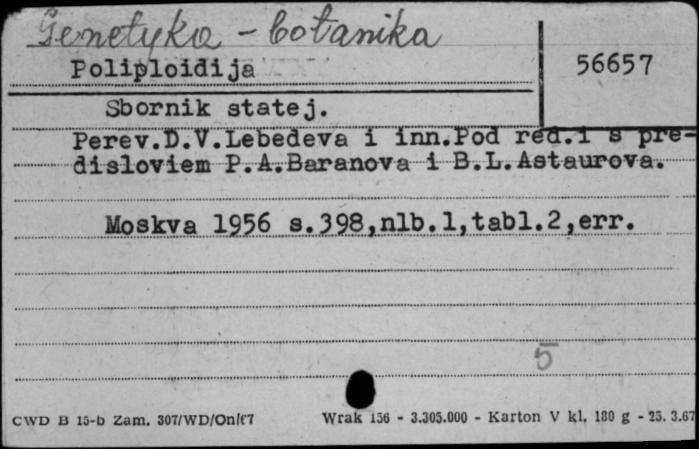 Genetyka - botanika
Poliploidija
56657
Sbornik statej.
Perev.D.V.Lebedeva i inn.Pod red.i s pre=
disloviem P.A.Baranova i B.L.Astaurova.
Moskva 1956 s.398,nlb.1,tabl.2,err.
5
CWD B 15-b Zam. 307/WD/On/67 Wrak 156 - 3.305.000 - Karton V kl. 180 g - 25.3.67